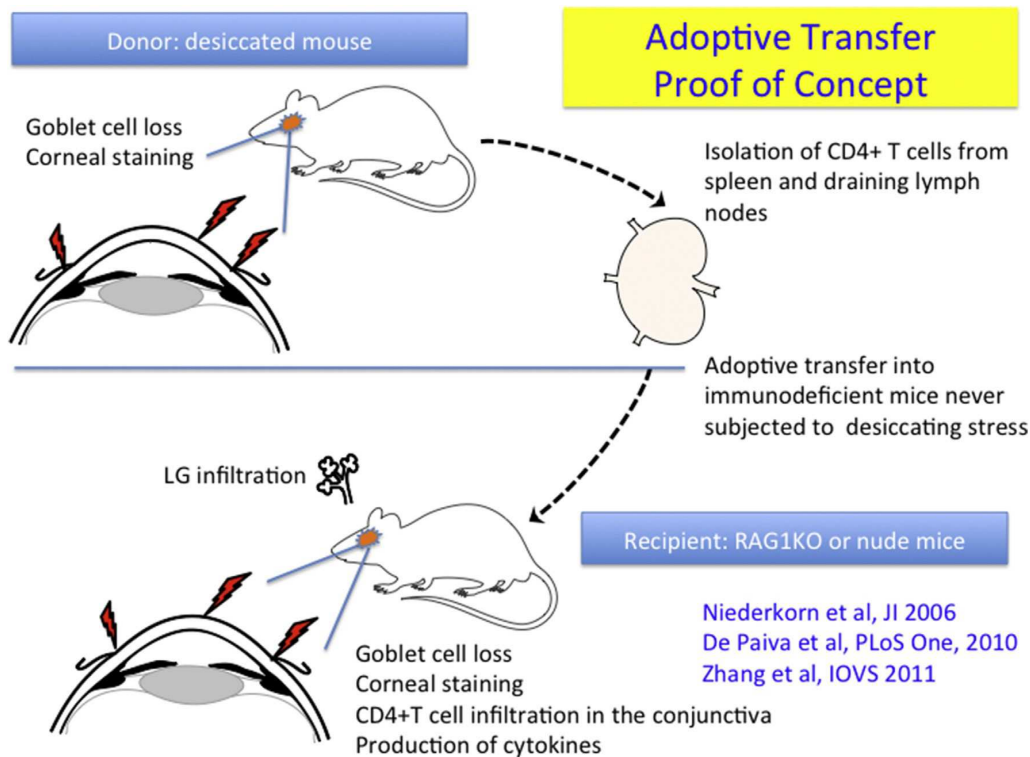 Donor: desiccated mouse
Adoptive Transfer
Proof of Concept
Goblet cell loss
Corneal staining
Isolation of CD4+ T cells from
spleen and draining lymph
nodes
Adoptive transfer into
immunodeficient mice never
subjected to desiccating stress
LG infiltration
Recipient: RAG1KO or nude mice
Niederkorn et al, JI 2006
De Paiva et al, PLoS One, 2010
Zhang et al, IOVS 2011
Goblet cell loss
Corneal staining
CD4+T cell infiltration in the conjunctiva
Production of cytokines